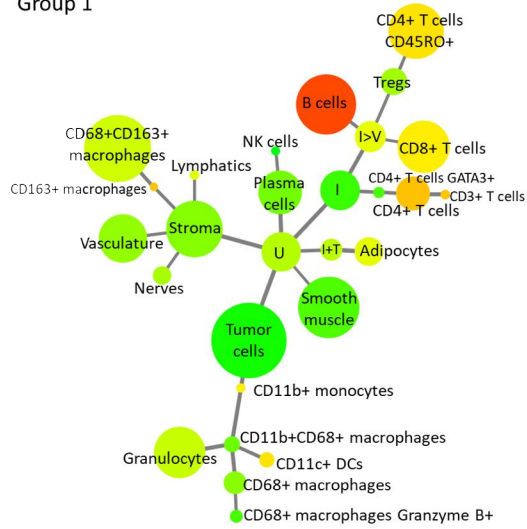 Group 1
CD4+ T cells
CD45RO+
Tregs
B cells
I>V
CD8+ T cells
CD68+CD163+
macrophages
NK cells
Lymphatics
CD163+ macrophages
Plasma
cells
I
CD4+ T cells GATA3+
CD3+ T cells
CD4+ T cells
Stroma
Vasculature
U
I+T
Adipocytes
Nerves
Smooth
muscle
Tumor
cells
CD11b+ monocytes
CD11b+CD68+ macrophages
Granulocytes
CD11c+ DCs
CD68+ macrophages
CD68+ macrophages Granzyme B+